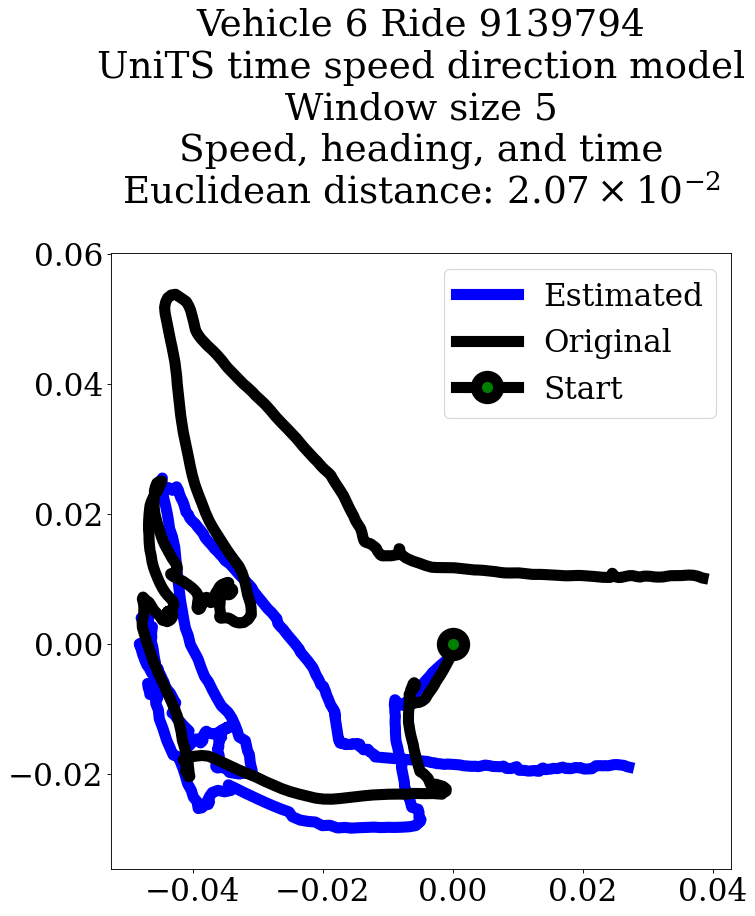 Vehicle 6 Ride 9139794
UniTS time speed direction model
Window size 5
Speed, heading, and time
Euclidean distance: 2.07 × 10⁻²
0.06
0.04
0.02
0.00
−0.02
Estimated
Original
Start
−0.04 −0.02 0.00 0.02 0.04